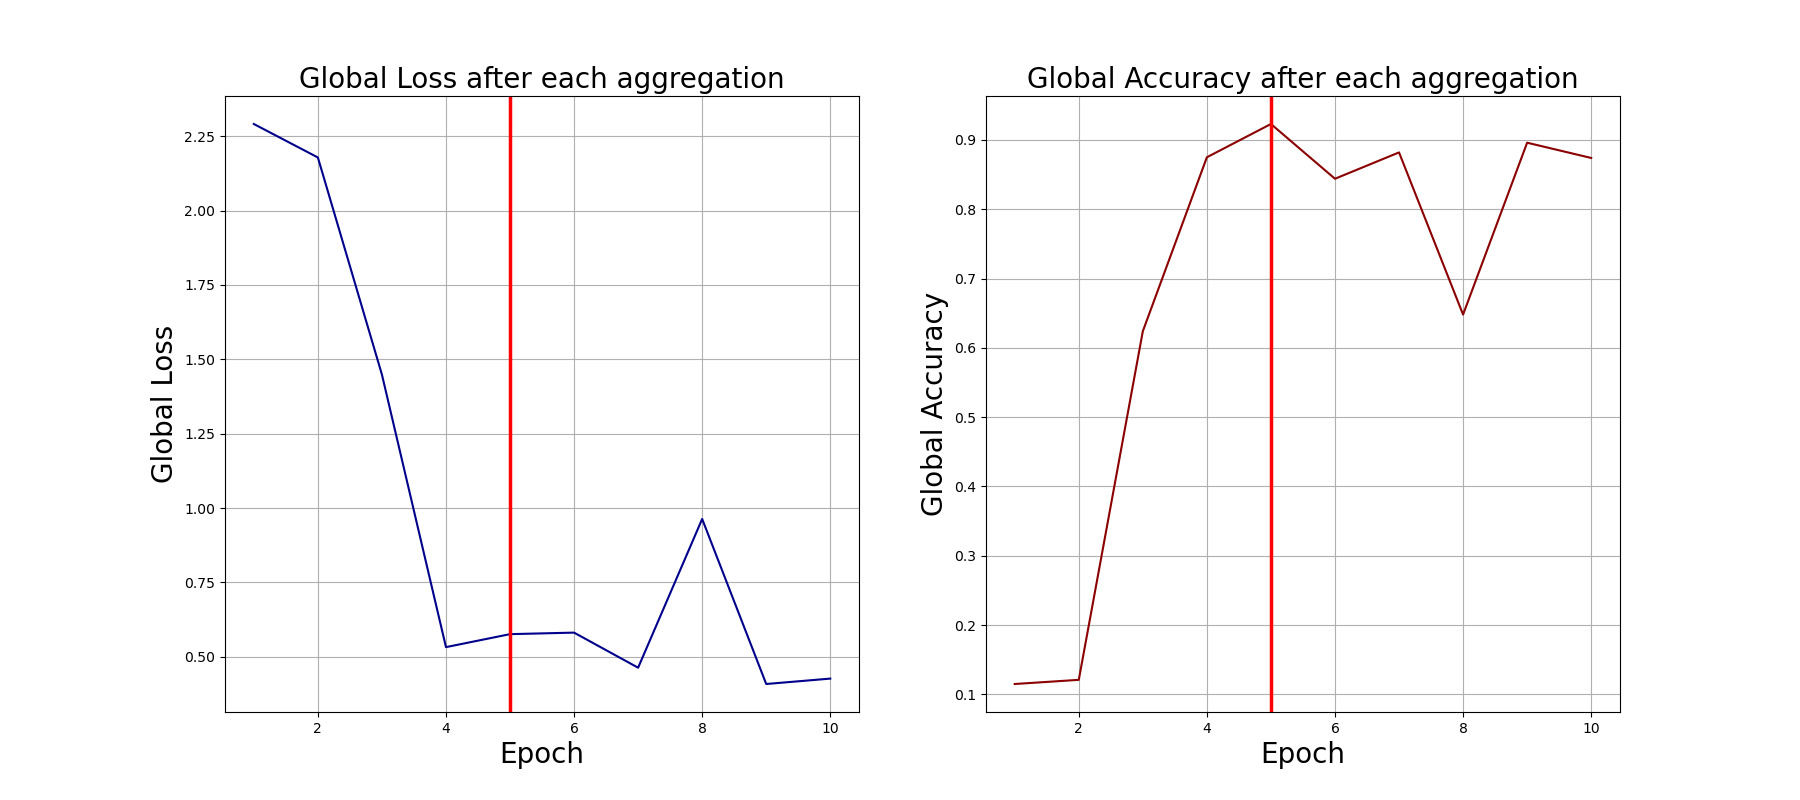 Global Loss after each aggregation
Global Loss
2.25
2.00
1.75
1.50
1.25
1.00
0.75
0.50
2 4 6 8 10
Epoch
Global Accuracy after each aggregation
Global Accuracy
0.9
0.8
0.7
0.6
0.5
0.4
0.3
0.2
0.1
2 4 6 8 10
Epoch